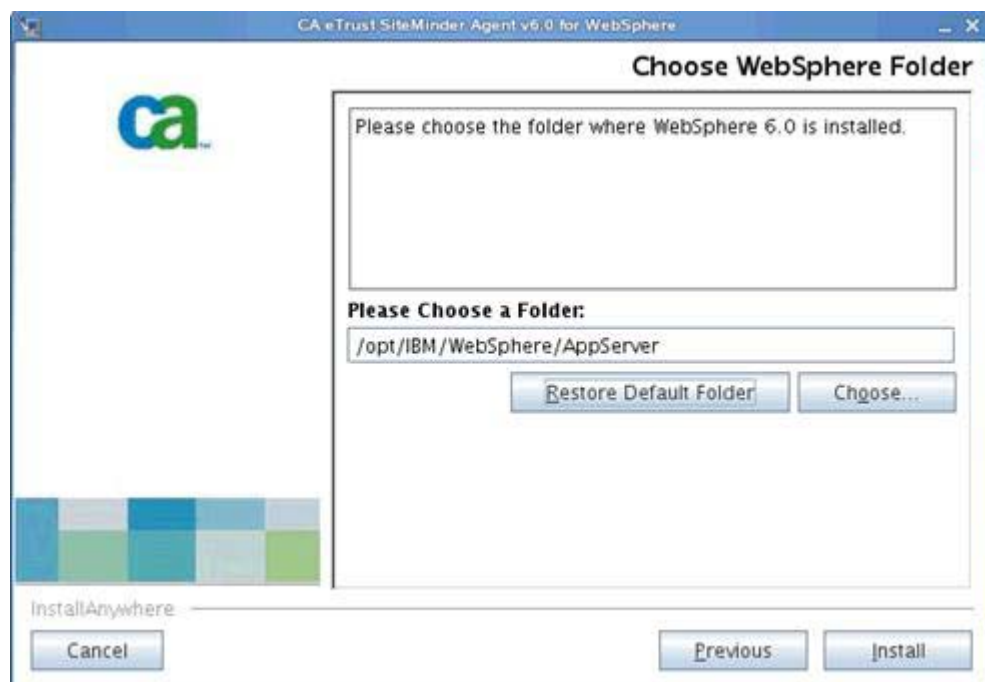 CA eTrust SiteMinder Agent v6.0 for WebSphere
Choose WebSphere Folder
ca
Please choose the folder where WebSphere 6.0 is installed.
Please Choose a Folder:
/opt/IBM/WebSphere/AppServer
Restore Default Folder
Choose...
InstallAnywhere
Cancel
Previous
Install